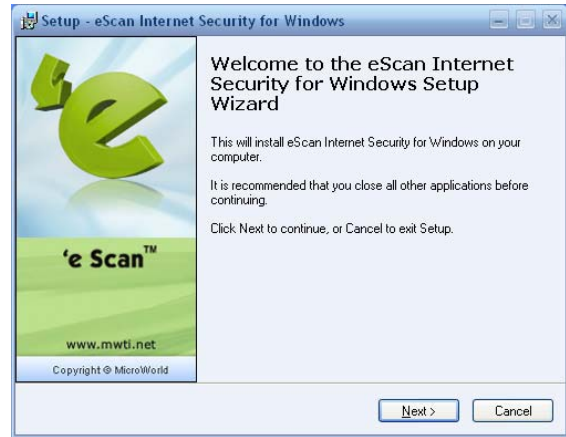 Setup - eScan Internet Security for Windows
Welcome to the eScan Internet
Security for Windows Setup
Wizard
This will install eScan Internet Security for Windows on your
computer.
It is recommended that you close all other applications before
continuing.
Click Next to continue, or Cancel to exit Setup.
'e Scan™
www.mwti.net
Copyright © MicroWorld
Next >
Cancel